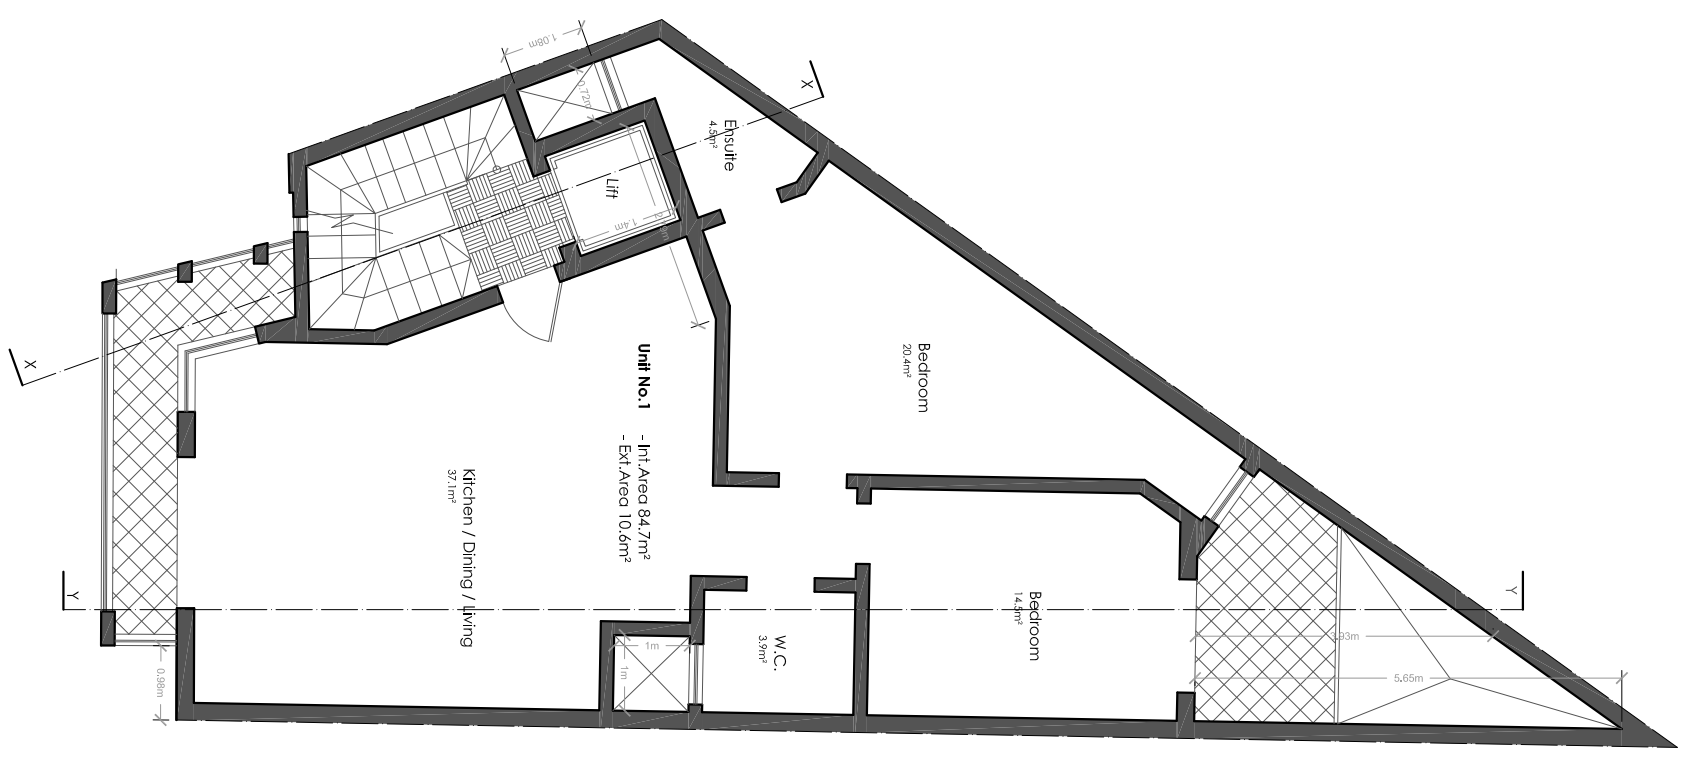 1.08m
0.72m
X
Ensuite
4.5m²
Lift
1.4m
X
Unit No.1
- Int.Area 84.7m²
- Ext.Area 10.6m²
Bedroom
20.4m²
Kitchen / Dining / Living
37.1m²
Y
Y
Bedroom
14.5m²
W.C.
3.9m²
1m
1m
0.98m
3.93m
5.65m